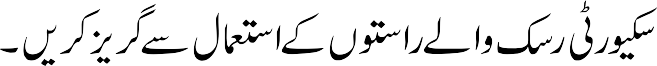 سکیورٹی رسک والے راستوں کے استعمال سے گریز کریں۔